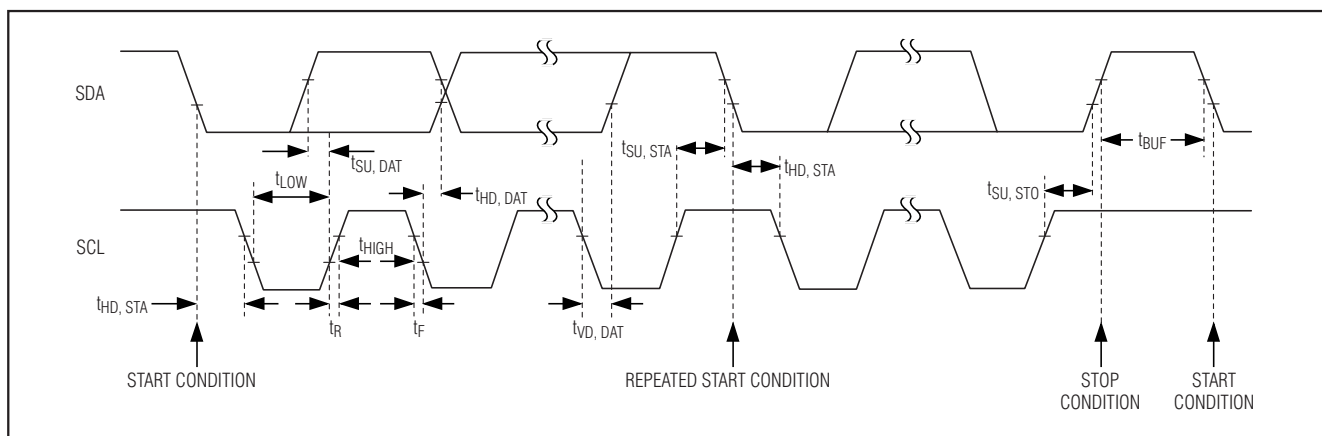 SDA
tSU, DAT
tLOW
tHD, DAT
tSU, STA
tHD, STA
tBUF
tSU, STO
SCL
tHIGH
tHD, STA
tR
tF
tVD, DAT
START CONDITION
REPEATED START CONDITION
STOP
CONDITION
START
CONDITION